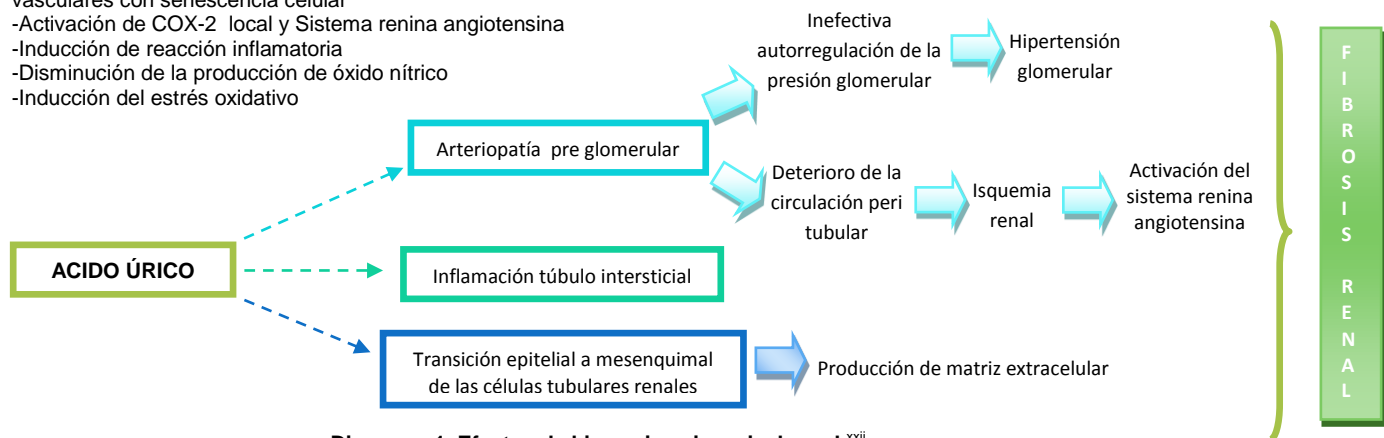 -Activación de COX-2 local y Sistema renina angiotensina
-Inducción de reacción inflamatoria
-Disminución de la producción de óxido nítrico
-Inducción del estrés oxidativo
Inefectiva
autorregulación de la
presión glomerular
Hipertensión
glomerular
Arteriopatía pre glomerular
Deterioro de la
circulación peri
tubular
Isquemia
renal
Activación del
sistema renina
angiotensina
ACIDO ÚRICO
Inflamación túbulo intersticial
Transición epitelial a mesenquimal
de las células tubulares renales
Producción de matriz extracelular
FIBROSIS RENAL